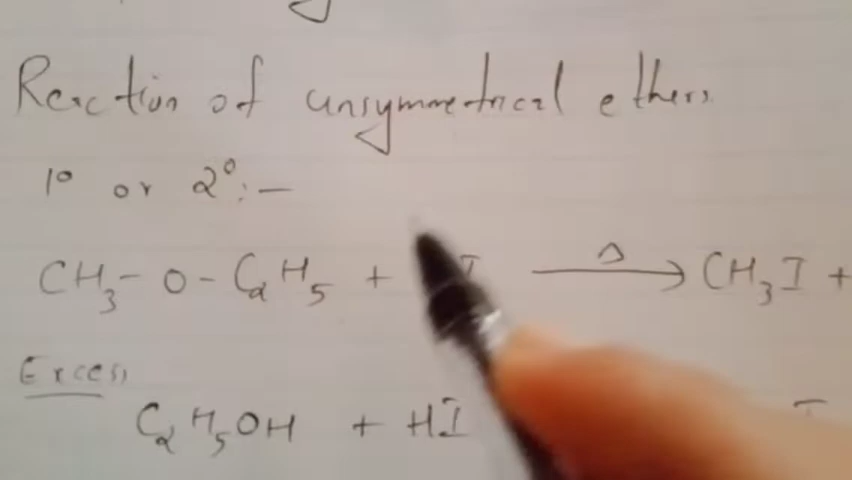 Reaction of unsymmetrical ethers
1° or 2°:-
CH3-O-C2H5 + I → Δ CH3I +
Excess
C2H5OH + HI I